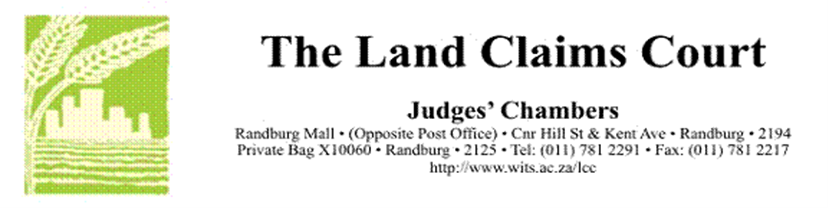 The Land Claims Court
Judges' Chambers
Randburg Mall • (Opposite Post Office) • Cnr Hill St & Kent Ave • Randburg • 2194
Private Bag X10060 • Randburg • 2125 • Tel: (011) 781 2291 • Fax: (011) 781 2217
http://www.wits.ac.za/lcc